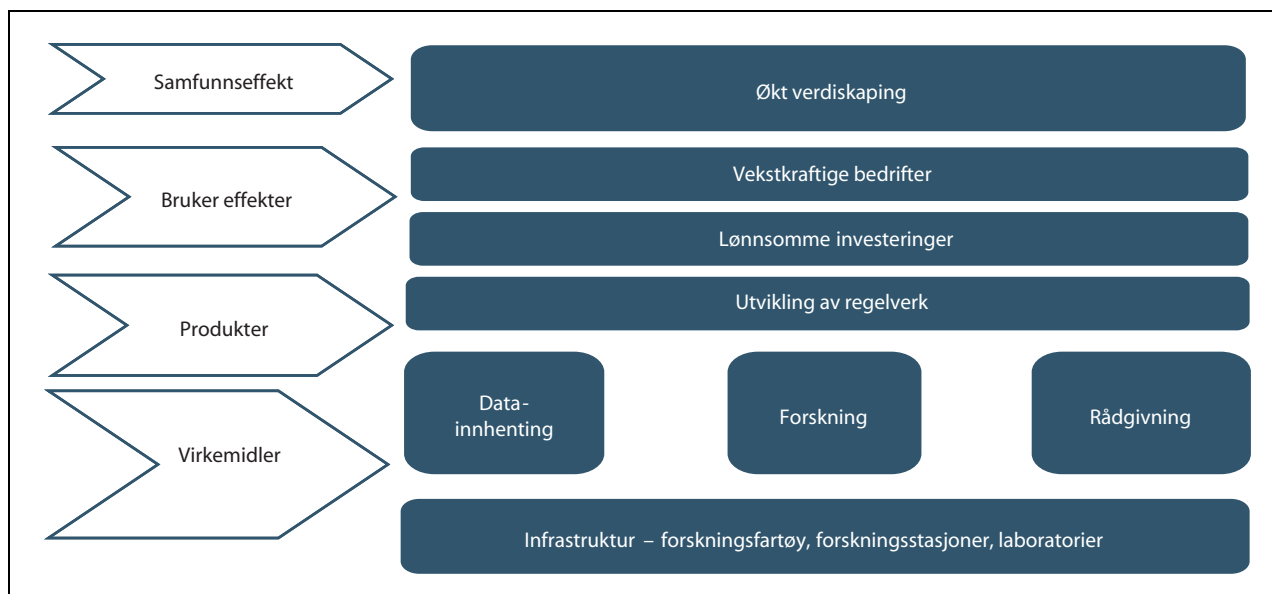 Samfunnseffekt
Økt verdiskaping
Bruker effekter
Vekstkraftige bedrifter
Lønnsomme investeringer
Produkter
Utvikling av regelverk
Virkemidler
Data-
innhenting
Forskning
Rådgivning
Infrastruktur – forskningsfartøy, forskningsstasjoner, laboratorier